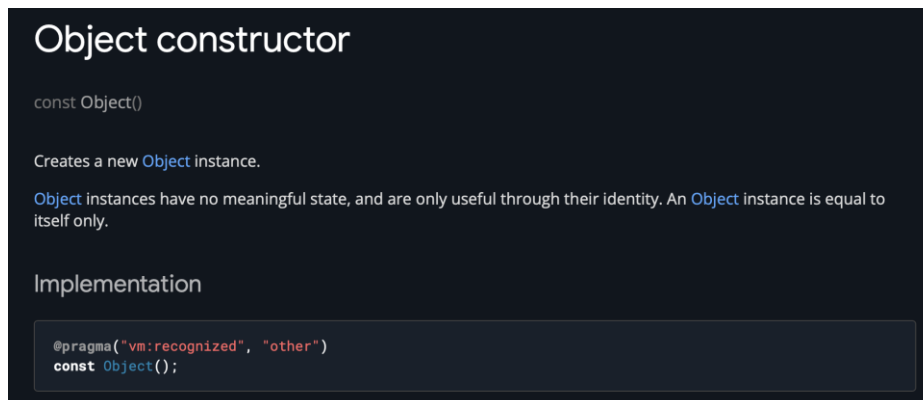 Object constructor
const Object()
Creates a new Object instance.
Object instances have no meaningful state, and are only useful through their identity. An Object instance is equal to
itself only.
Implementation
@pragma("vm:recognized", "other")
const Object();